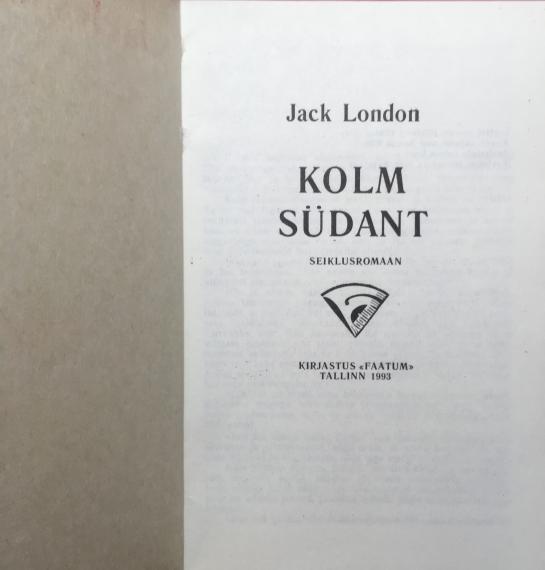 Jack London
KOLM
SÜDANT
SEIKLUSROMAAN
KIRJASTUS «FAATUM»
TALLINN 1993